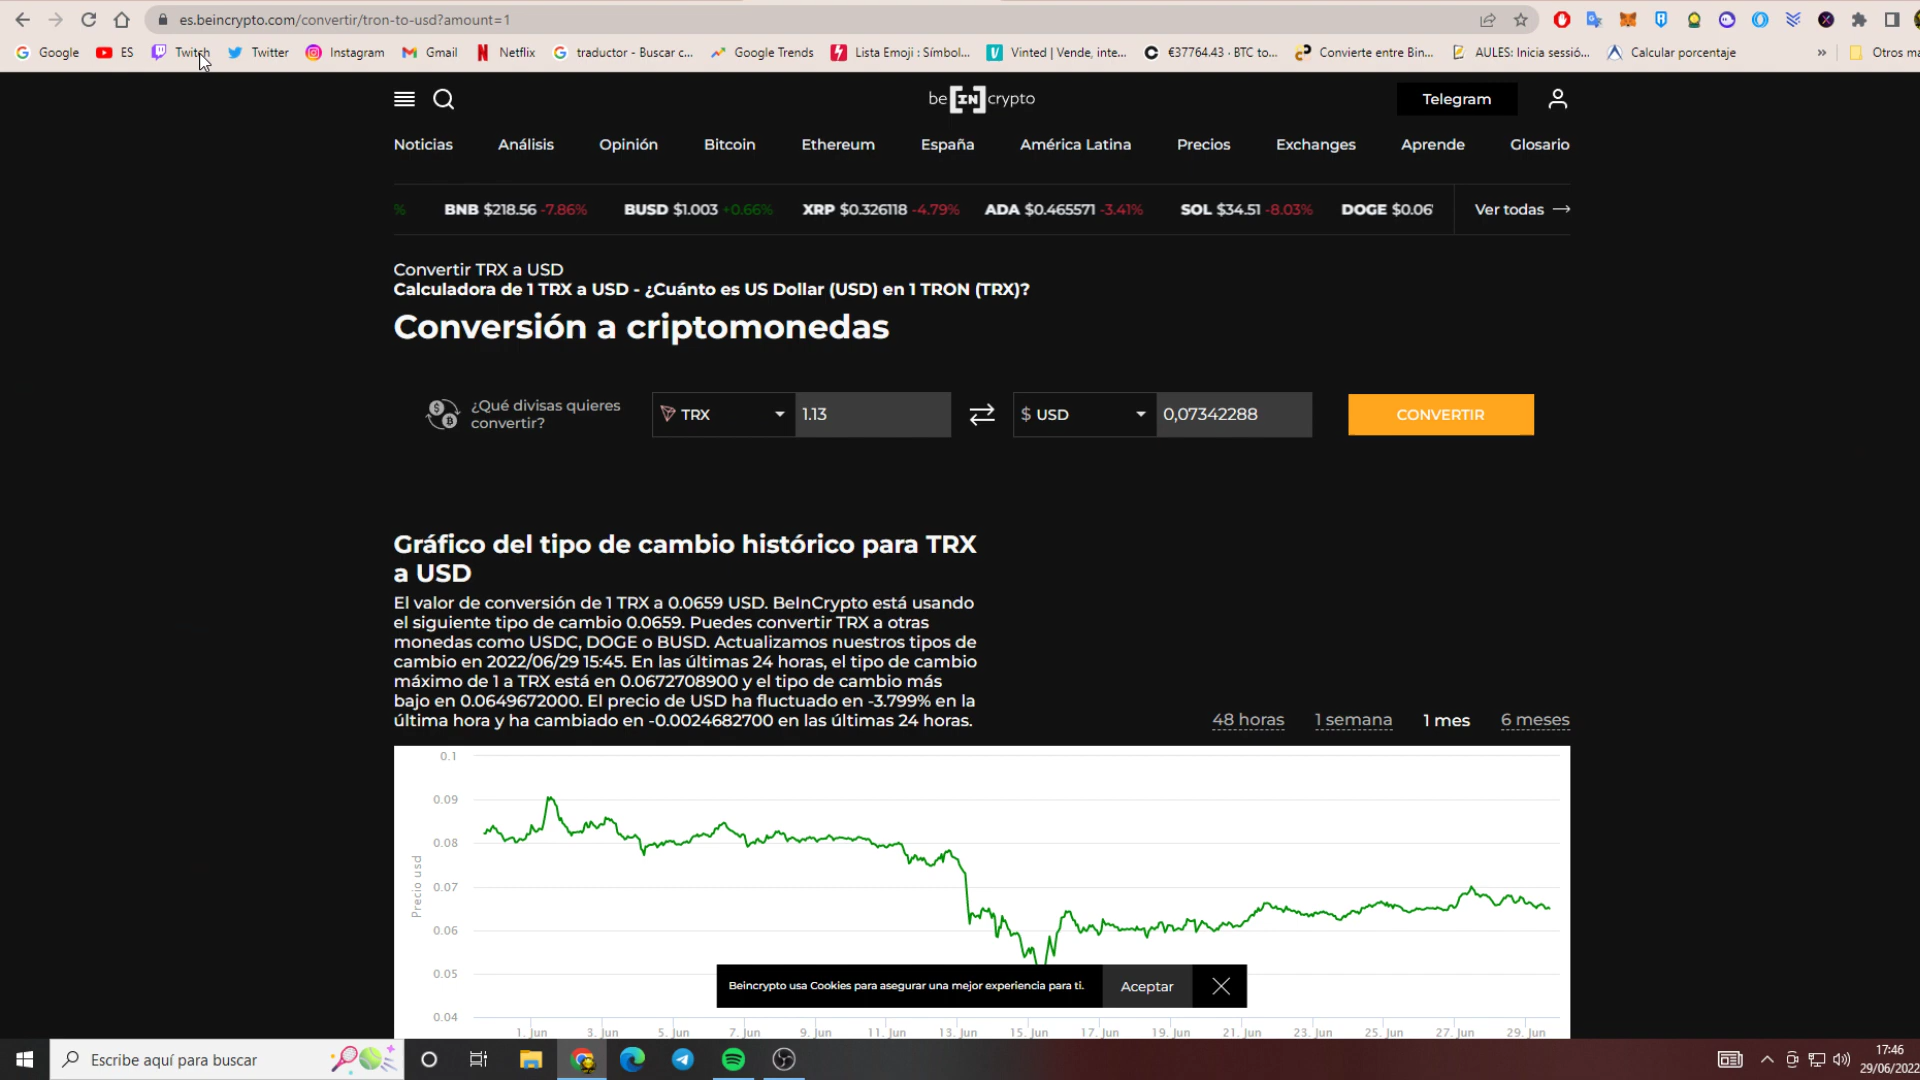 es.beincrypto.com/convertir/tron-to-usd?amount=1
Google ES Twitch Twitter Instagram Gmail Netflix traductor - Buscar c... Google Trends Lista Emoji : Símbol... Vinted | Vende, inte... €37764.43 · BTC to... Convierte entre Bin... AULES: Inicia sesió... Calcular porcentaje » Otros ma
be[IN]crypto
Telegram
Noticias Análisis Opinión Bitcoin Ethereum España América Latina Precios Exchanges Aprende Glosario
% BNB $218.56 -7.86% BUSD $1.003 +0.66% XRP $0.326118 -4.79% ADA $0.465571 -3.41% SOL $34.51 -8.03% DOGE $0.06 Ver todas →
Convertir TRX a USD
Calculadora de 1 TRX a USD - ¿Cuánto es US Dollar (USD) en 1 TRON (TRX)?
Conversión a criptomonedas
¿Qué divisas quieres
convertir?
TRX 1.13 $ USD 0,07342288 CONVERTIR
Gráfico del tipo de cambio histórico para TRX
a USD
El valor de conversión de 1 TRX a 0.0659 USD. BeInCrypto está usando
el siguiente tipo de cambio 0.0659. Puedes convertir TRX a otras
monedas como USDC, DOGE o BUSD. Actualizamos nuestros tipos de
cambio en 2022/06/29 15:45. En las últimas 24 horas, el tipo de cambio
máximo de 1 a TRX está en 0.0672708900 y el tipo de cambio más
bajo en 0.0649672000. El precio de USD ha fluctuado en -3.799% en la
última hora y ha cambiado en -0.0024682700 en las últimas 24 horas.
48 horas 1 semana 1 mes 6 meses
0.1
0.09
0.08
0.07
0.06
0.05
0.04
Precio usd
Beincrypto usa Cookies para asegurar una mejor experiencia para ti. Aceptar
1. Jun 3. Jun 5. Jun 7. Jun 9. Jun 11. Jun 13. Jun 15. Jun 17. Jun 19. Jun 21. Jun 23. Jun 25. Jun 27. Jun 29. Jun
Escribe aquí para buscar
17:46
29/06/2022